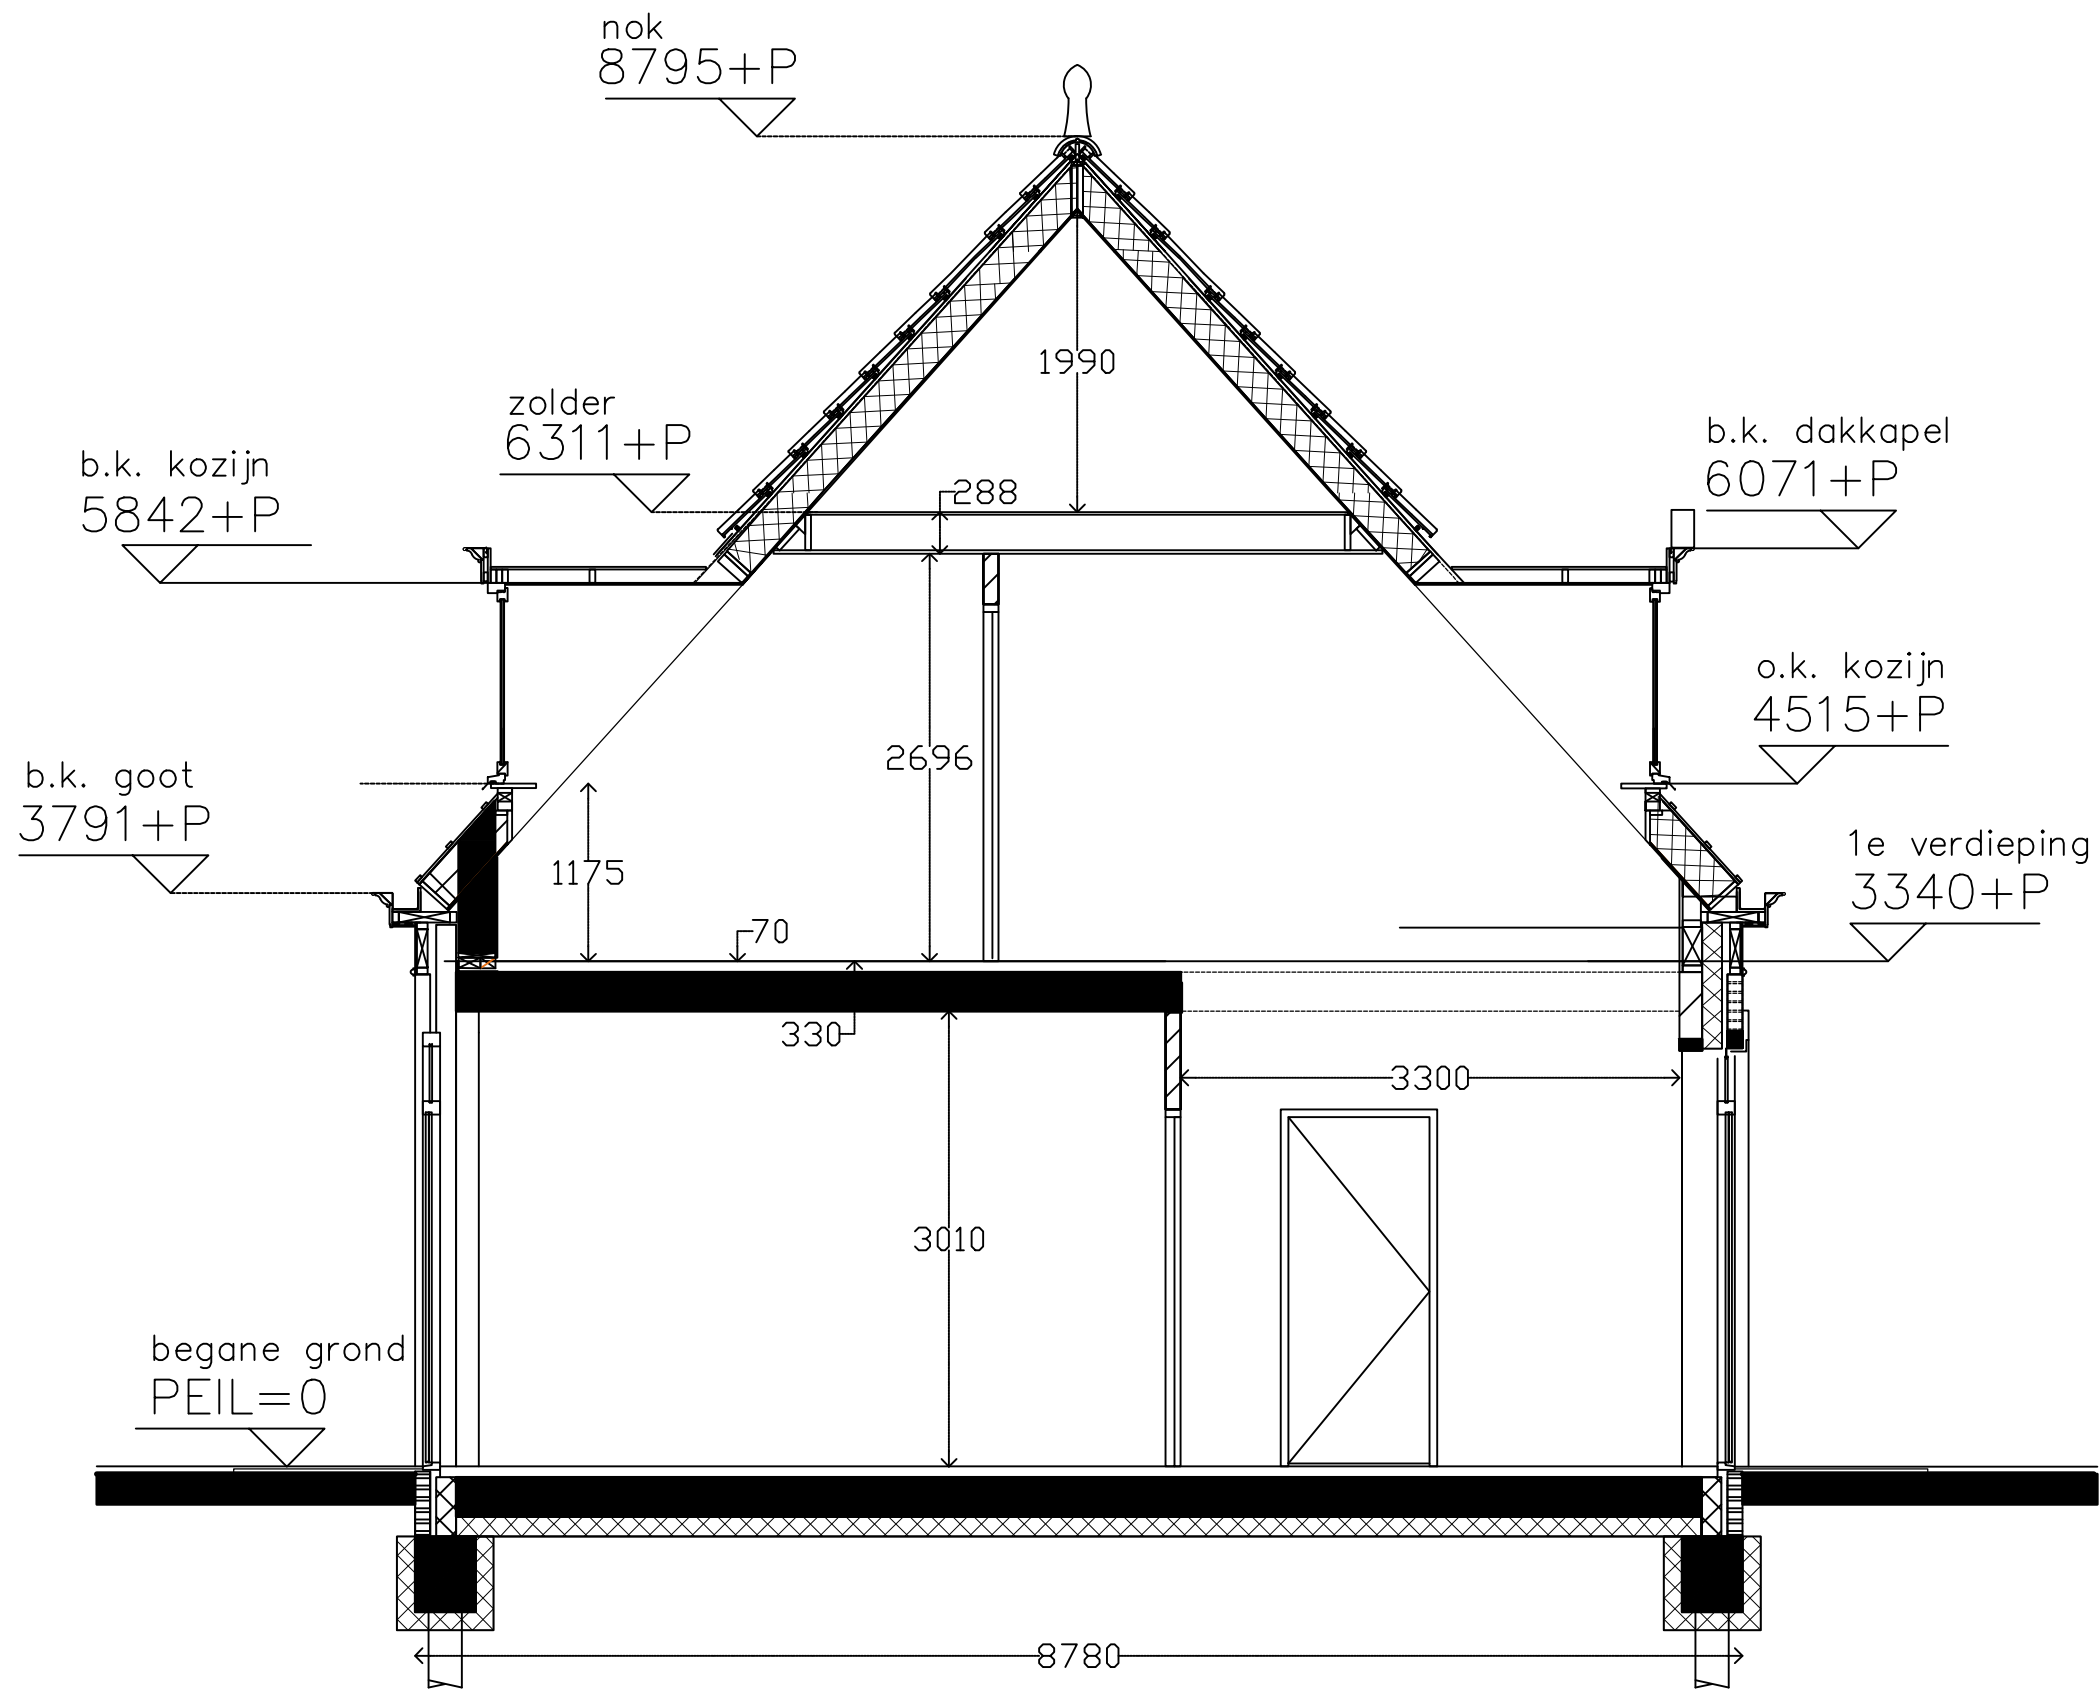 nok
8795+P
1990
zolder
6311+P
b.k. dakkapel
6071+P
b.k. kozijn
5842+P
288
o.k. kozijn
4515+P
2696
b.k. goot
3791+P
1175
1e verdieping
3340+P
70
330
3300
3010
begane grond
PEIL=0
8780